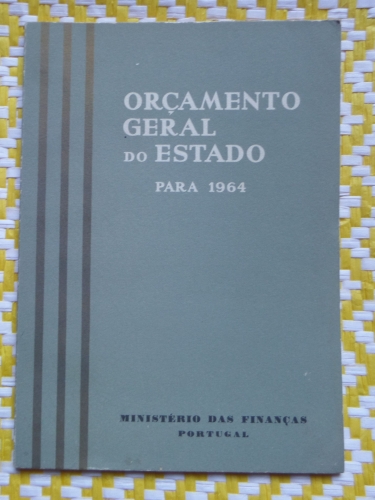 ORÇAMENTO
GERAL
DO ESTADO
PARA 1964
MINISTÉRIO DAS FINANÇAS
PORTUGAL